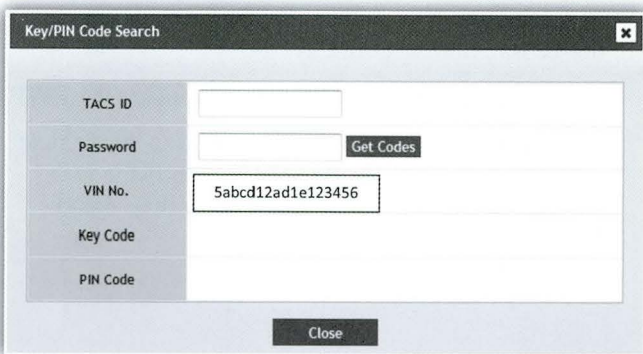 Key/PIN Code Search
TACS ID
Password Get Codes
VIN No. 5abcd12ad1e123456
Key Code
PIN Code
Close